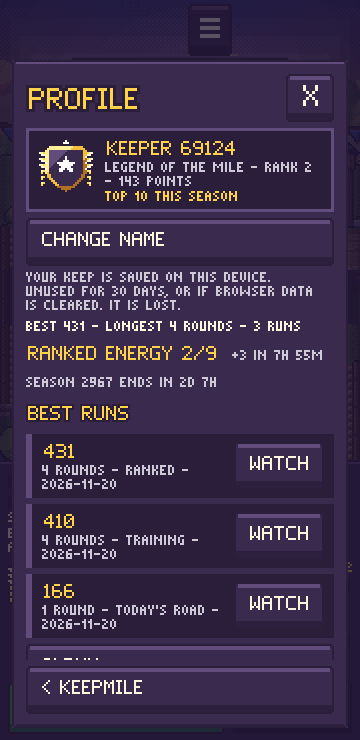 PROFILE
X
KEEPER 69124
LEGEND OF THE MILE - RANK 2
- 143 POINTS
TOP 10 THIS SEASON
CHANGE NAME
YOUR KEEP IS SAVED ON THIS DEVICE.
UNUSED FOR 30 DAYS, OR IF BROWSER DATA
IS CLEARED, IT IS LOST.
BEST 431 - LONGEST 4 ROUNDS - 3 RUNS
RANKED ENERGY 2/9 +3 IN 7H 55M
SEASON 2967 ENDS IN 2D 7H
BEST RUNS
431
4 ROUNDS - RANKED -
2026-11-20
WATCH
410
4 ROUNDS - TRAINING -
2026-11-20
WATCH
166
1 ROUND - TODAY'S ROAD -
2026-11-20
WATCH
< KEEPMILE